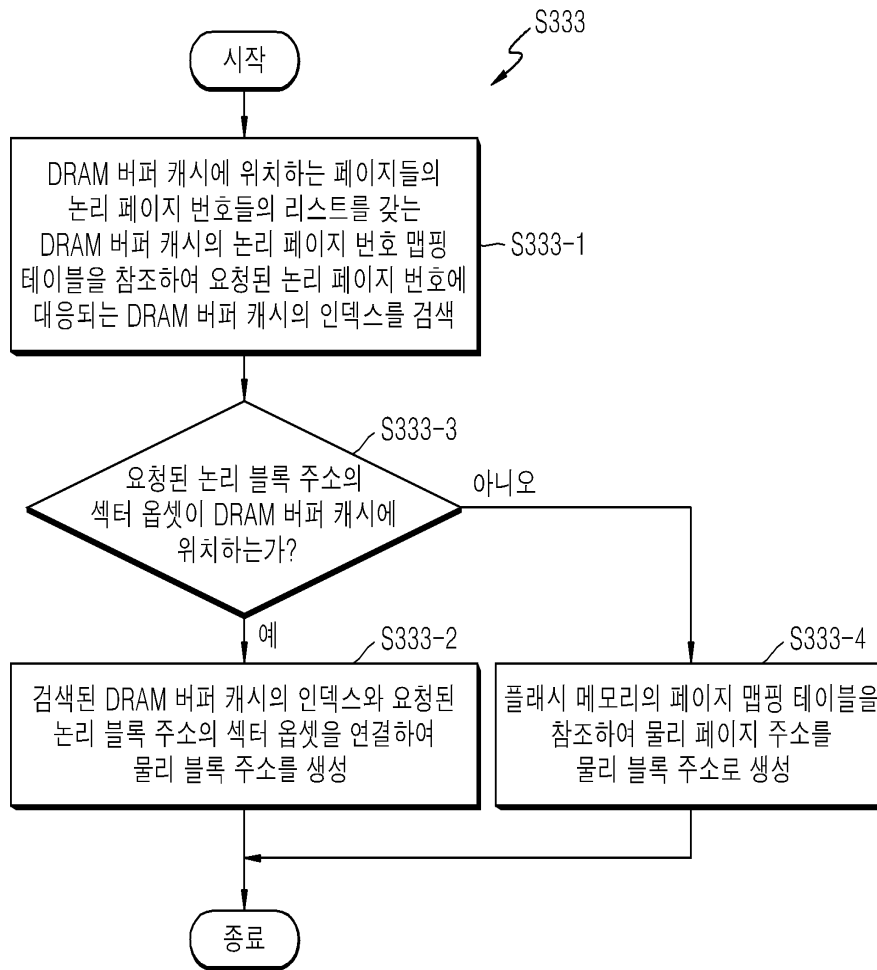 S333
시작
DRAM 버퍼 캐시에 위치하는 페이지들의
논리 페이지 번호들의 리스트를 갖는
DRAM 버퍼 캐시의 논리 페이지 번호 맵핑
테이블을 참조하여 요청된 논리 페이지 번호에
대응되는 DRAM 버퍼 캐시의 인덱스를 검색
S333-1
S333-3
요청된 논리 블록 주소의
섹터 옵셋이 DRAM 버퍼 캐시에
위치하는가?
아니오
예
S333-2
검색된 DRAM 버퍼 캐시의 인덱스와 요청된
논리 블록 주소의 섹터 옵셋을 연결하여
물리 블록 주소를 생성
S333-4
플래시 메모리의 페이지 맵핑 테이블을
참조하여 물리 페이지 주소를
물리 블록 주소로 생성
종료